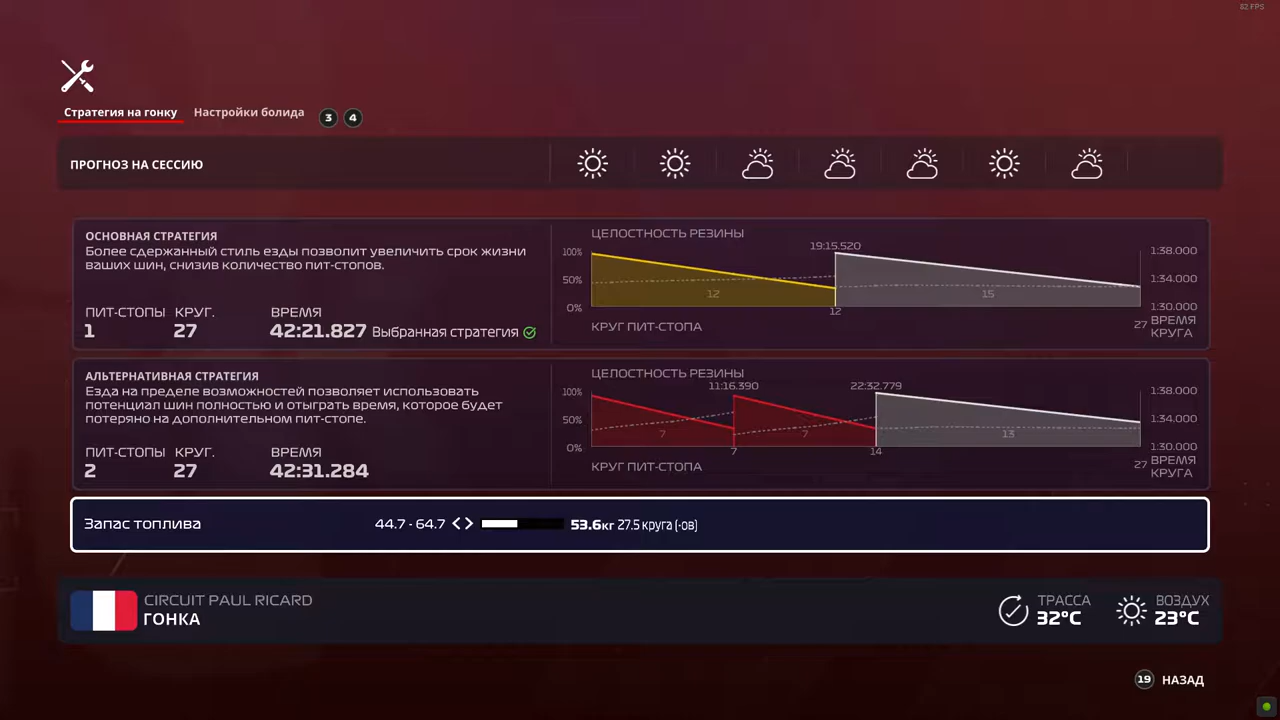 82 FPS
Стратегия на гонку Настройки болида 3 4
ПРОГНОЗ НА СЕССИЮ
ОСНОВНАЯ СТРАТЕГИЯ
Более сдержанный стиль езды позволит увеличить срок жизни
ваших шин, снизив количество пит-стопов.
ПИТ-СТОПЫ КРУГ. ВРЕМЯ
1 27 42:21.827 Выбранная стратегия
ЦЕЛОСТНОСТЬ РЕЗИНЫ
19:15.520
100% 1:38.000
50% 1:34.000
12 15
0% 1:30.000
12
КРУГ ПИТ-СТОПА 27 ВРЕМЯ
КРУГА
АЛЬТЕРНАТИВНАЯ СТРАТЕГИЯ
Езда на пределе возможностей позволяет использовать
потенциал шин полностью и отыграть время, которое будет
потеряно на дополнительном пит-стопе.
ПИТ-СТОПЫ КРУГ. ВРЕМЯ
2 27 42:31.284
ЦЕЛОСТНОСТЬ РЕЗИНЫ
11:16.390 22:32.779
100% 1:38.000
50% 1:34.000
7 7 13
0% 1:30.000
7 14
КРУГ ПИТ-СТОПА 27 ВРЕМЯ
КРУГА
Запас топлива 44.7 - 64.7 <> 53.6кг 27.5 круга (-ов)
CIRCUIT PAUL RICARD
ГОНКА
ТРАССА ВОЗДУХ
32°C 23°C
19 НАЗАД